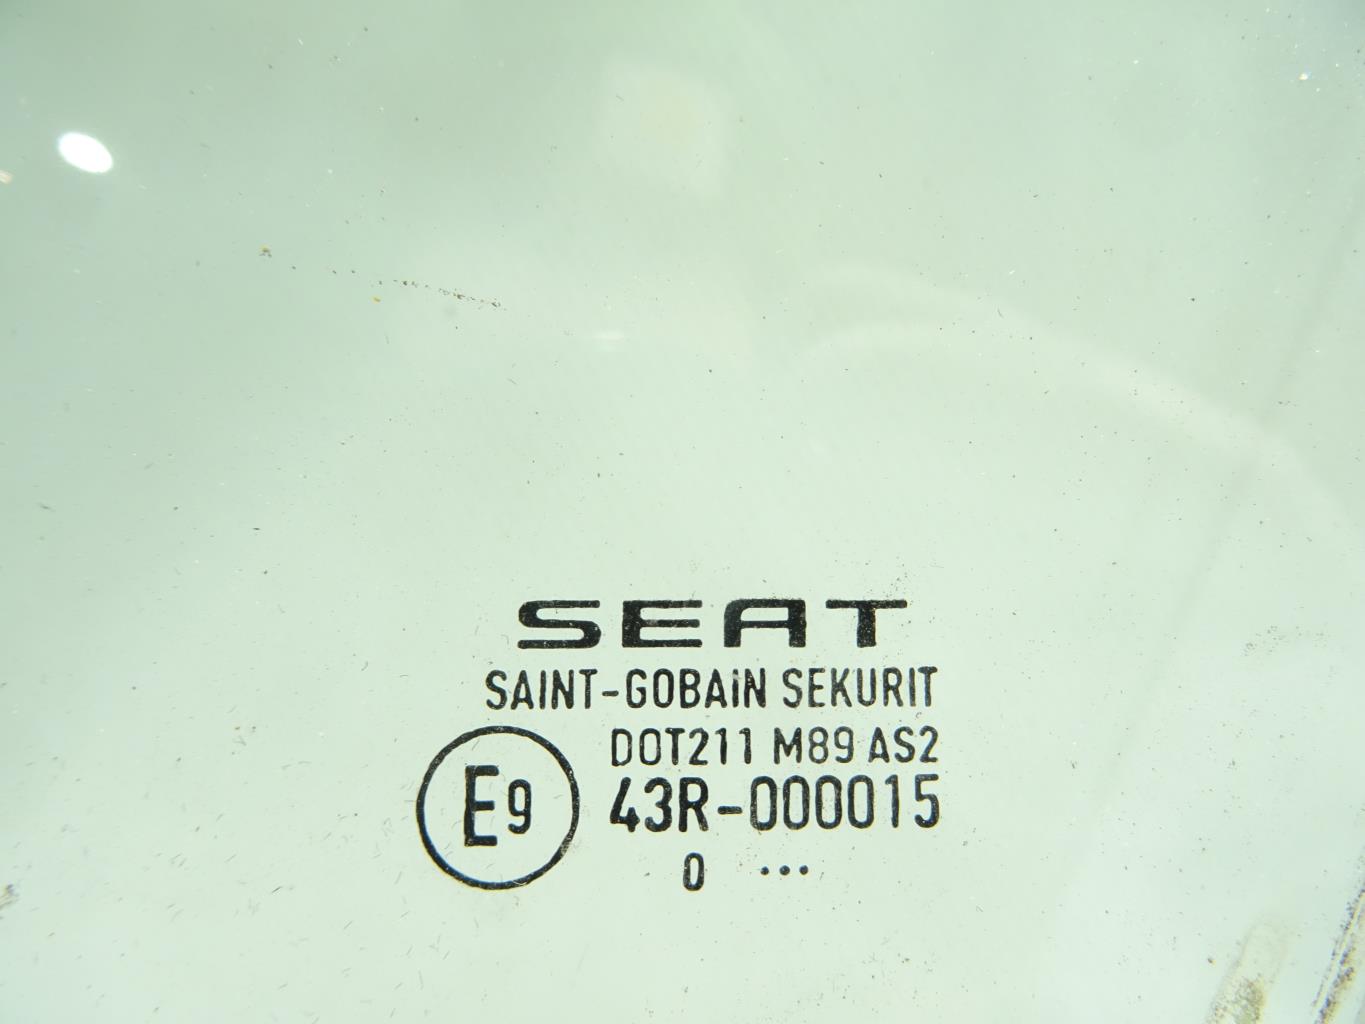 SEAT
SAINT-GOBAIN SEKURIT
DOT211 M89 AS2
E9 43R-000015
0 ...